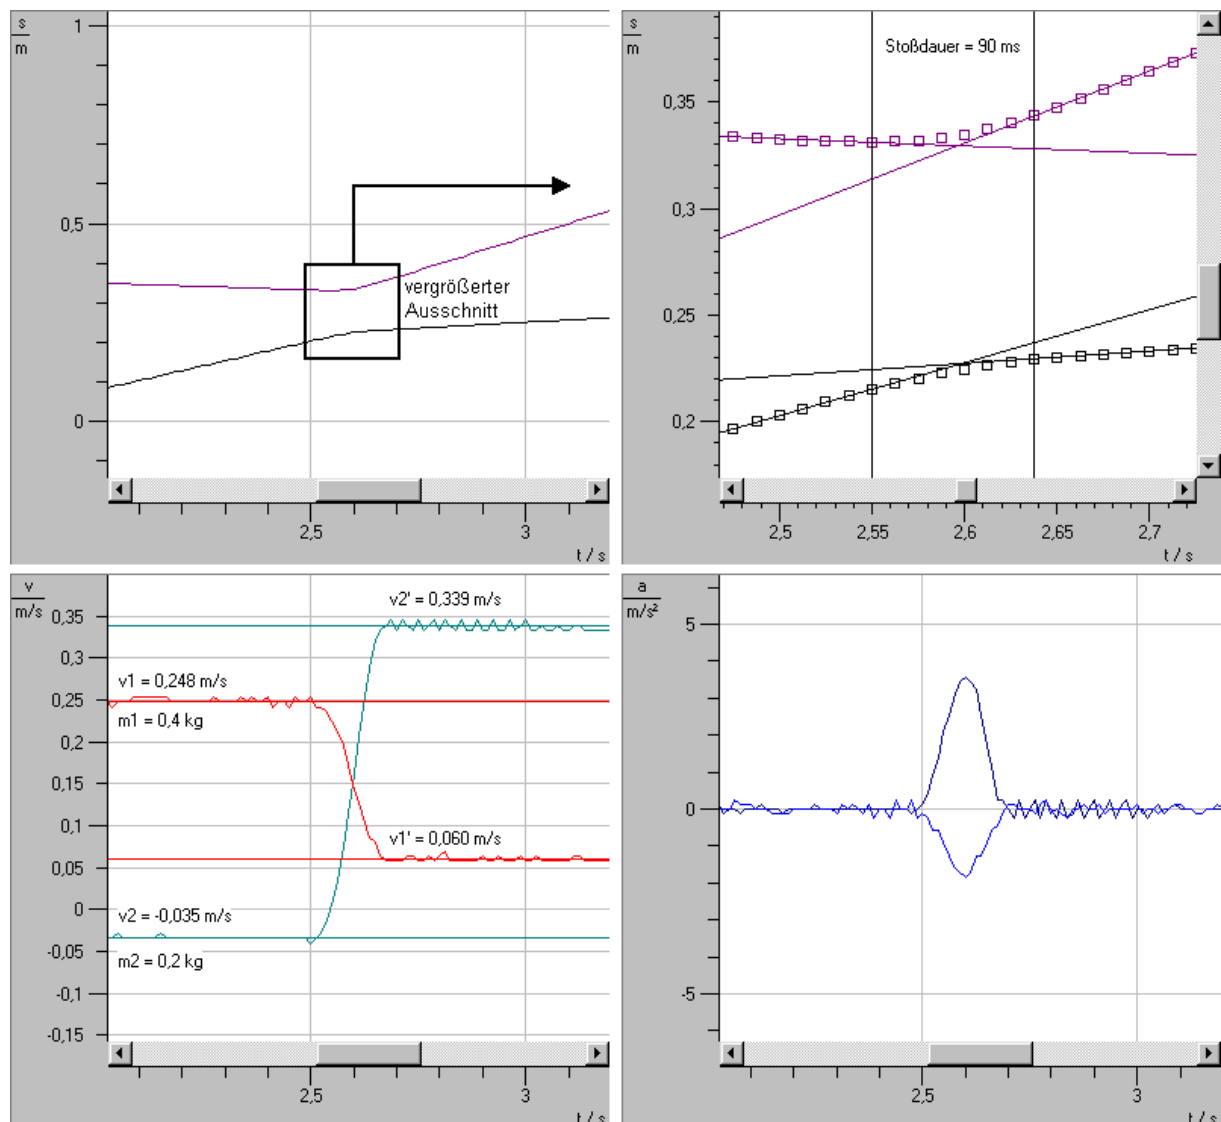 s
m
1
0,5
0
vergrößerter
Ausschnitt
2,5
3
t / s
s
m
Stoßdauer = 90 ms
0,35
0,3
0,25
0,2
2,5
2,55
2,6
2,65
2,7
t / s
v
m/s
0,35
0,3
0,25
0,2
0,15
0,1
0,05
0
-0,05
-0,1
-0,15
v2' = 0,339 m/s
v1 = 0,248 m/s
m1 = 0,4 kg
v1' = 0,060 m/s
v2 = -0,035 m/s
m2 = 0,2 kg
2,5
3
t / s
a
m/s²
5
0
-5
2,5
3
t / s